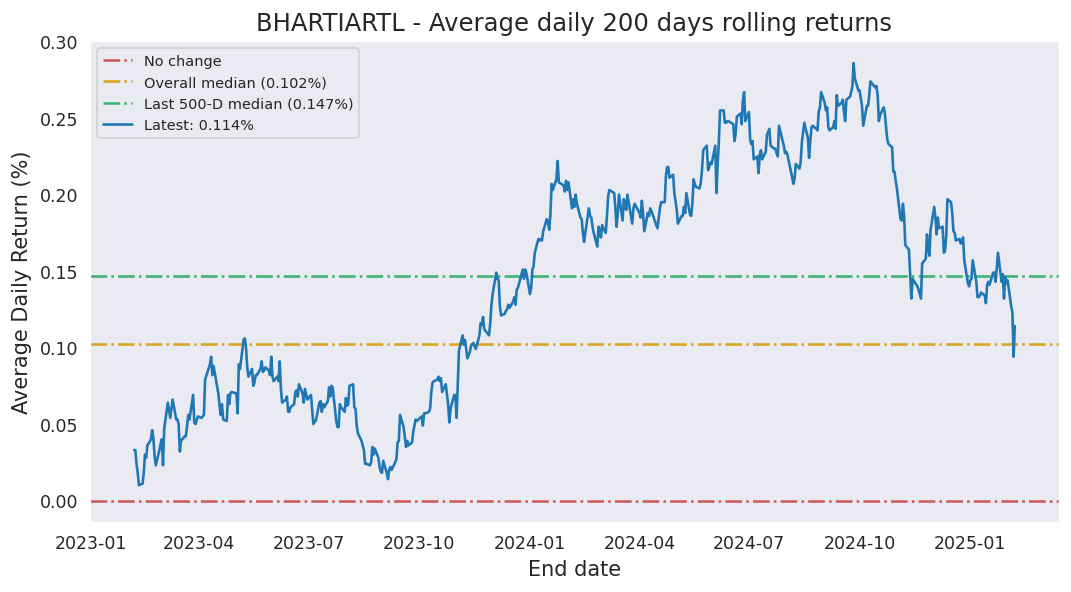 BHARTIARTL - Average daily 200 days rolling returns
0.30
0.25
0.20
0.15
0.10
0.05
0.00
Average Daily Return (%)
No change
Overall median (0.102%)
Last 500-D median (0.147%)
Latest: 0.114%
2023-01 2023-04 2023-07 2023-10 2024-01 2024-04 2024-07 2024-10 2025-01
End date